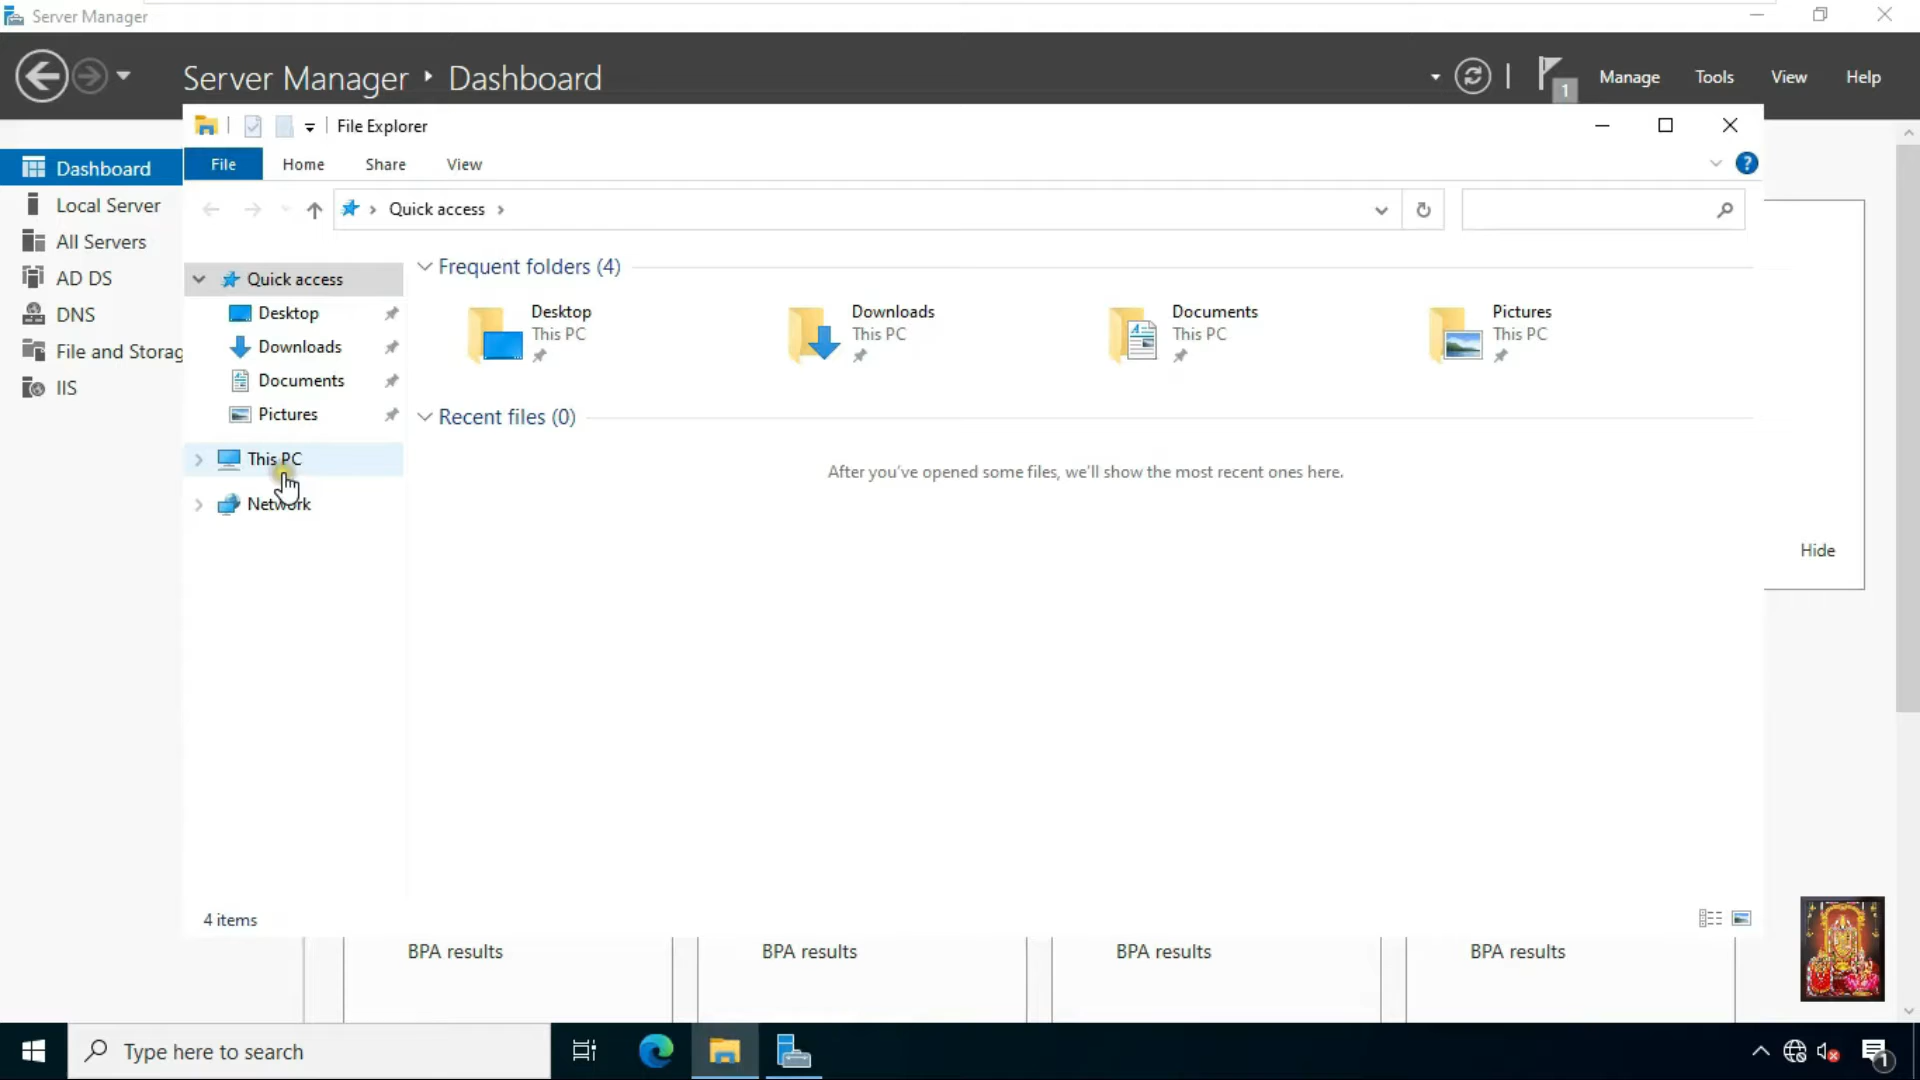 Server Manager
Server Manager ‣ Dashboard
1
Manage
Tools
View
Help
File Explorer
File
Home
Share
View
?
Quick access
Dashboard
Local Server
All Servers
AD DS
DNS
File and Storag
IIS
Quick access
Desktop
Downloads
Documents
Pictures
This PC
Network
Frequent folders (4)
Desktop
This PC
Downloads
This PC
Documents
This PC
Pictures
This PC
Recent files (0)
After you've opened some files, we'll show the most recent ones here.
Hide
4 items
BPA results
BPA results
BPA results
BPA results
Type here to search
1